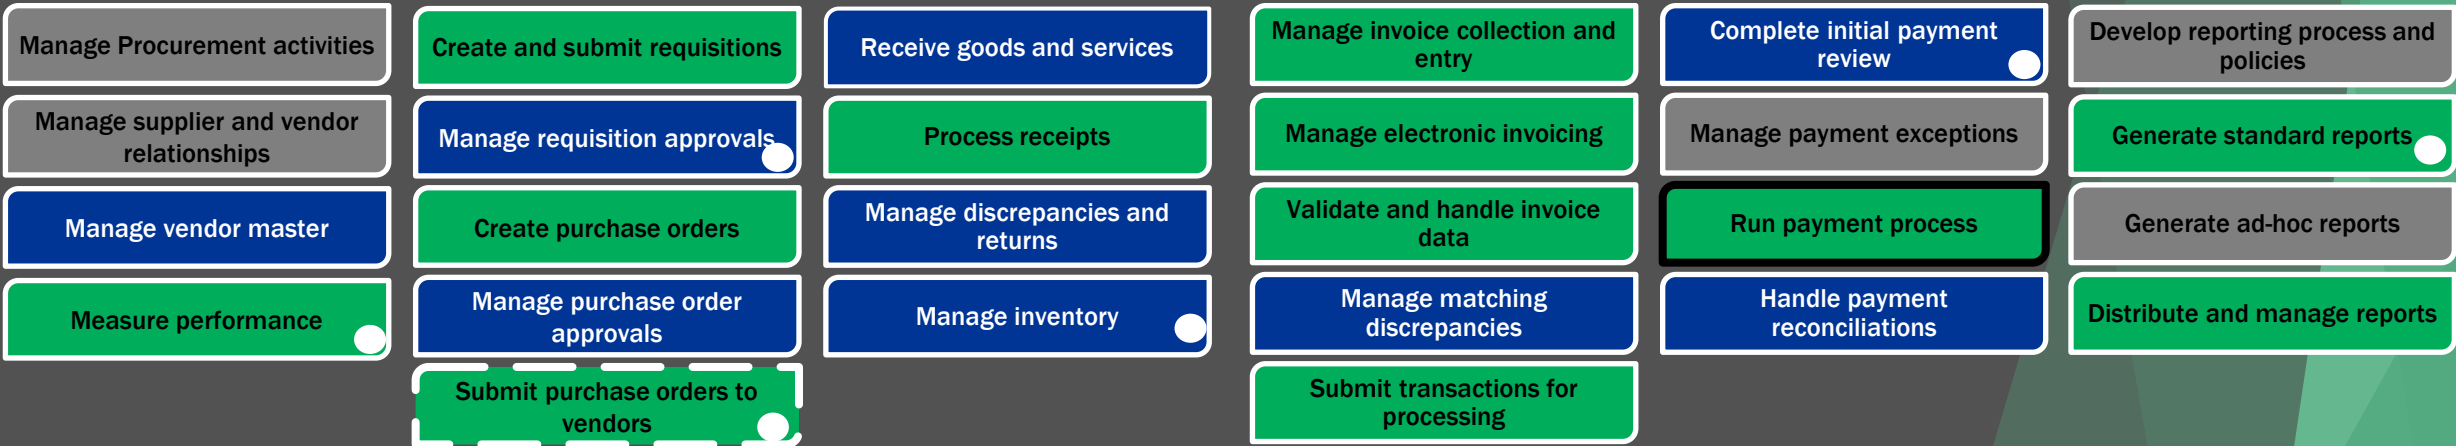 Manage Procurement activities
Manage supplier and vendor
relationships
Manage vendor master
Measure performance
Create and submit requisitions
Manage requisition approvals
Create purchase orders
Manage purchase order
approvals
Submit purchase orders to
vendors
Receive goods and services
Process receipts
Manage discrepancies and
returns
Manage inventory
Manage invoice collection and
entry
Manage electronic invoicing
Validate and handle invoice
data
Manage matching
discrepancies
Submit transactions for
processing
Complete initial payment
review
Manage payment exceptions
Run payment process
Handle payment
reconciliations
Develop reporting process and
policies
Generate standard reports
Generate ad-hoc reports
Distribute and manage reports